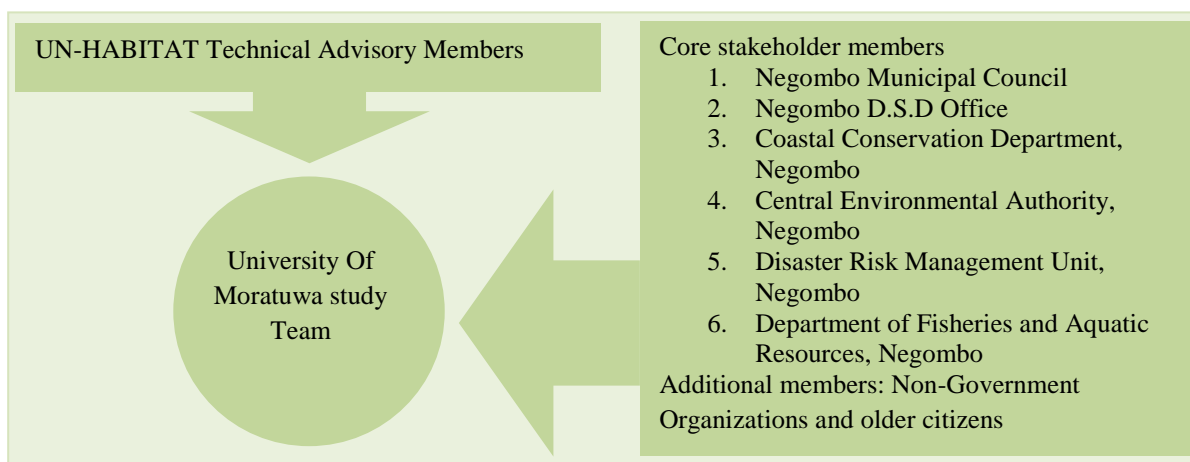 UN-HABITAT Technical Advisory Members
University Of
Moratuwa study
Team
Core stakeholder members
1. Negombo Municipal Council
2. Negombo D.S.D Office
3. Coastal Conservation Department,
Negombo
4. Central Environmental Authority,
Negombo
5. Disaster Risk Management Unit,
Negombo
6. Department of Fisheries and Aquatic
Resources, Negombo
Additional members: Non-Government
Organizations and older citizens